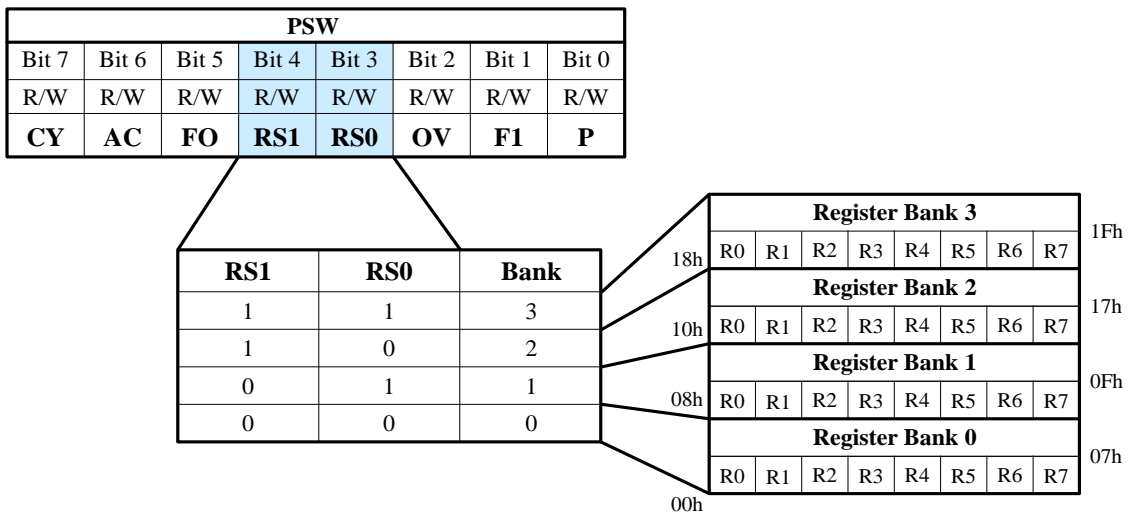 PSW
Bit 7 Bit 6 Bit 5 Bit 4 Bit 3 Bit 2 Bit 1 Bit 0
R/W R/W R/W R/W R/W R/W R/W R/W
CY AC FO RS1 RS0 OV F1 P
RS1 RS0 Bank
1 1 3
1 0 2
0 1 1
0 0 0
Register Bank 3
1Fh
18h R0 R1 R2 R3 R4 R5 R6 R7
Register Bank 2
17h
10h R0 R1 R2 R3 R4 R5 R6 R7
Register Bank 1
0Fh
08h R0 R1 R2 R3 R4 R5 R6 R7
Register Bank 0
07h
R0 R1 R2 R3 R4 R5 R6 R7
00h